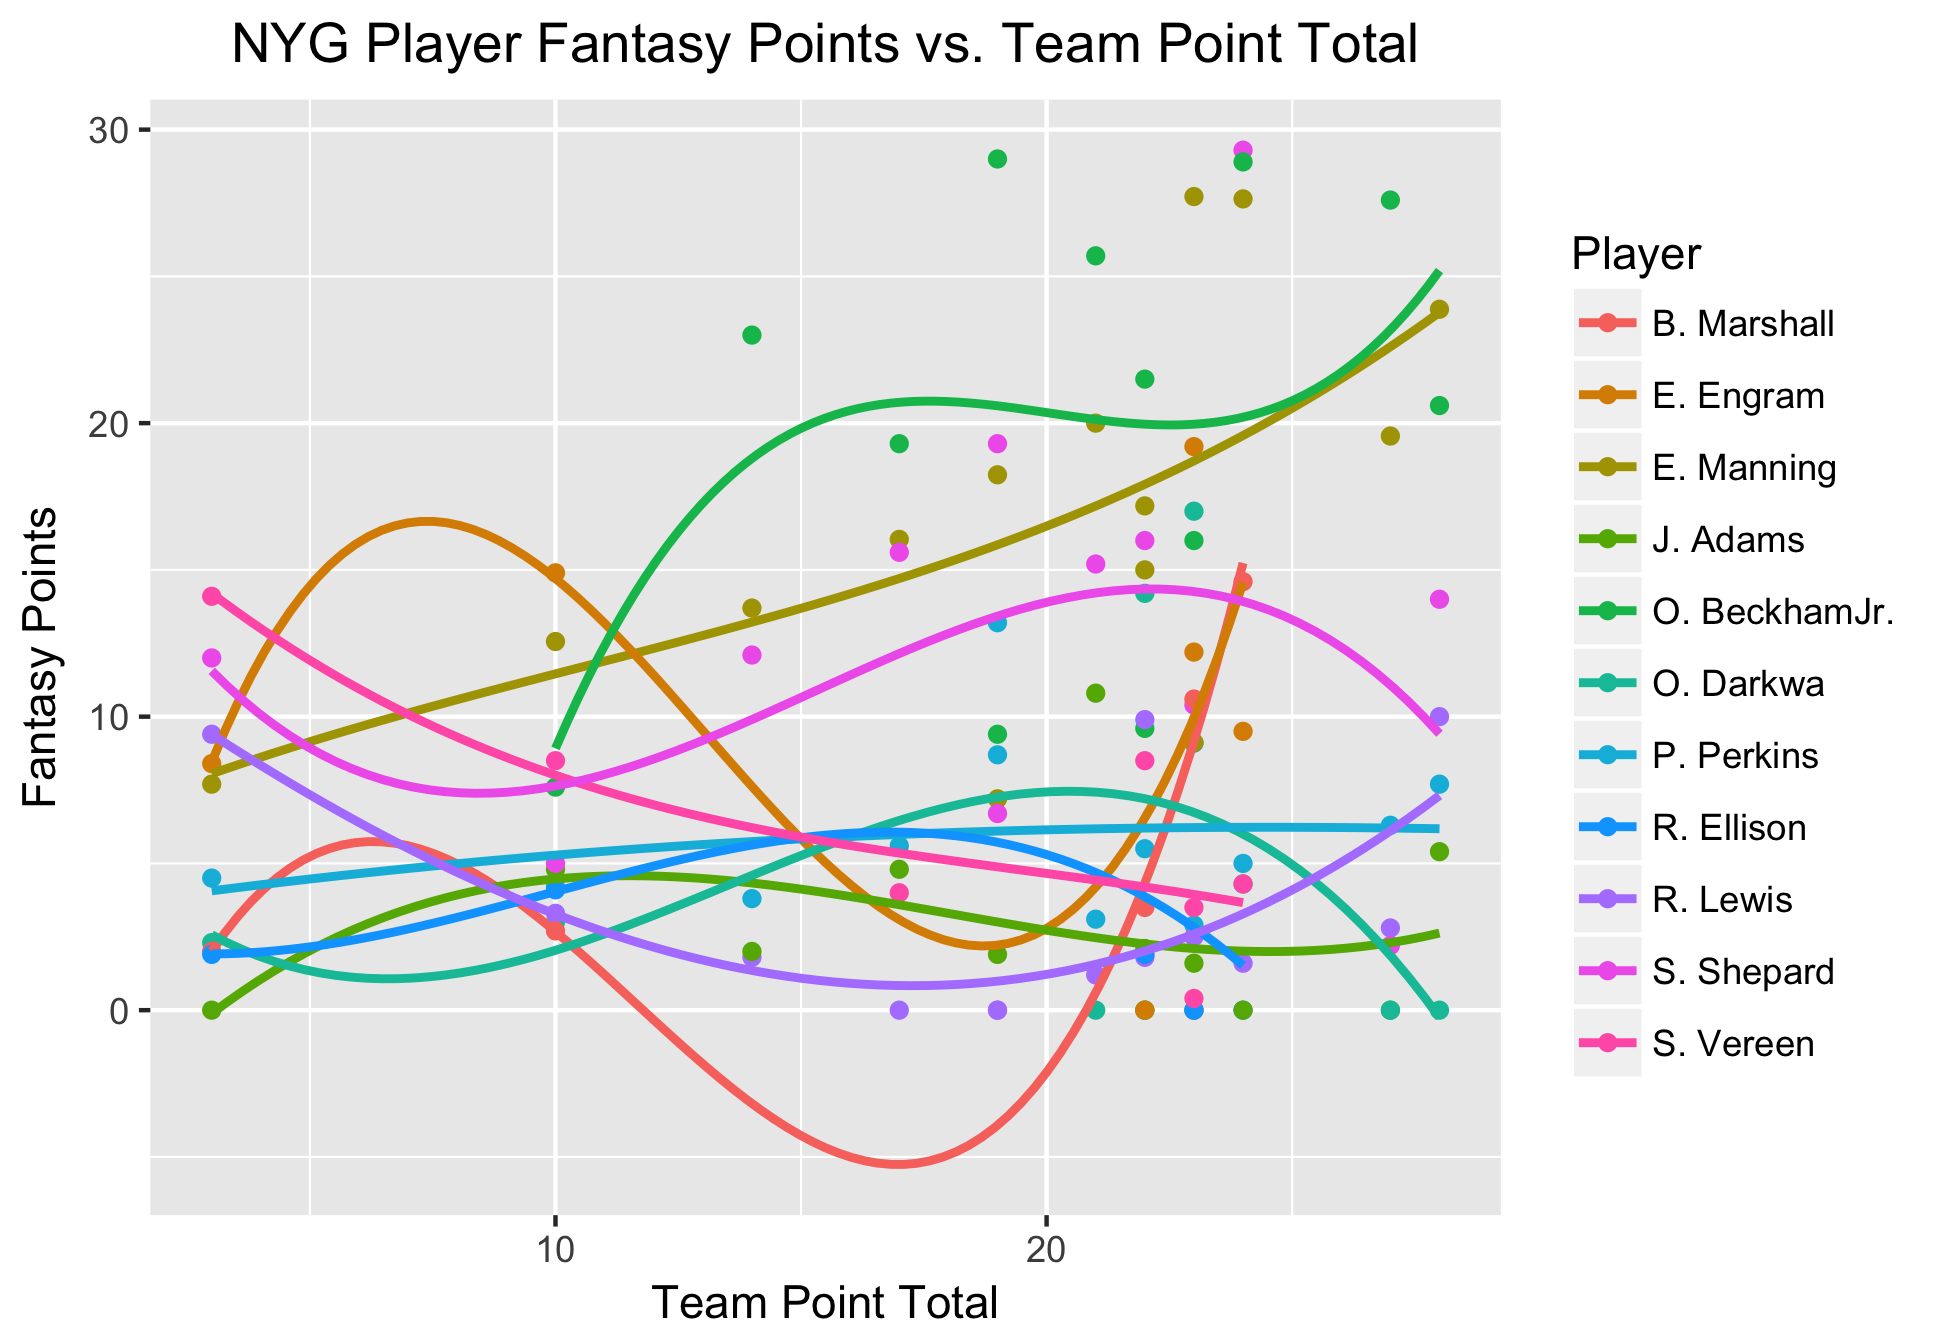 NYG Player Fantasy Points vs. Team Point Total
30
20
10
0
Fantasy Points
10
20
Team Point Total
Player
B. Marshall
E. Engram
E. Manning
J. Adams
O. BeckhamJr.
O. Darkwa
P. Perkins
R. Ellison
R. Lewis
S. Shepard
S. Vereen